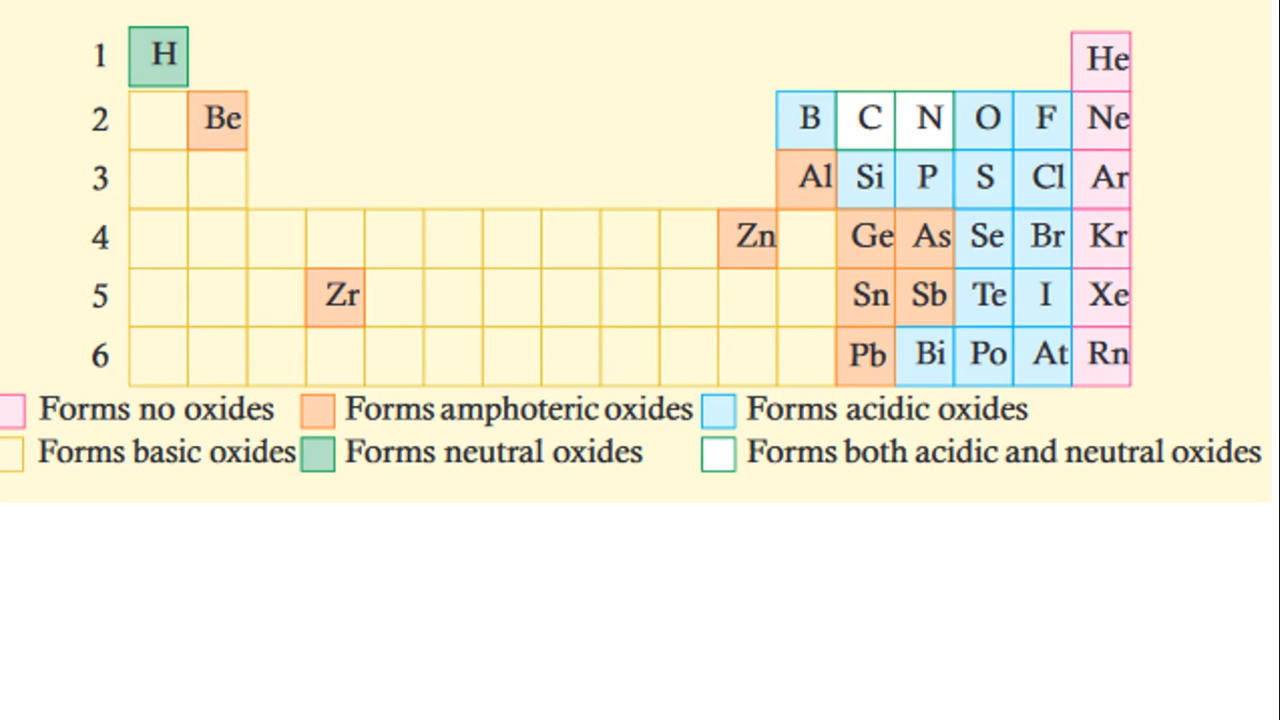 1 H He
2 Be B C N O F Ne
3 Al Si P S Cl Ar
4 Zn Ge As Se Br Kr
5 Zr Sn Sb Te I Xe
6 Pb Bi Po At Rn
Forms no oxides Forms amphoteric oxides Forms acidic oxides
Forms basic oxides Forms neutral oxides Forms both acidic and neutral oxides